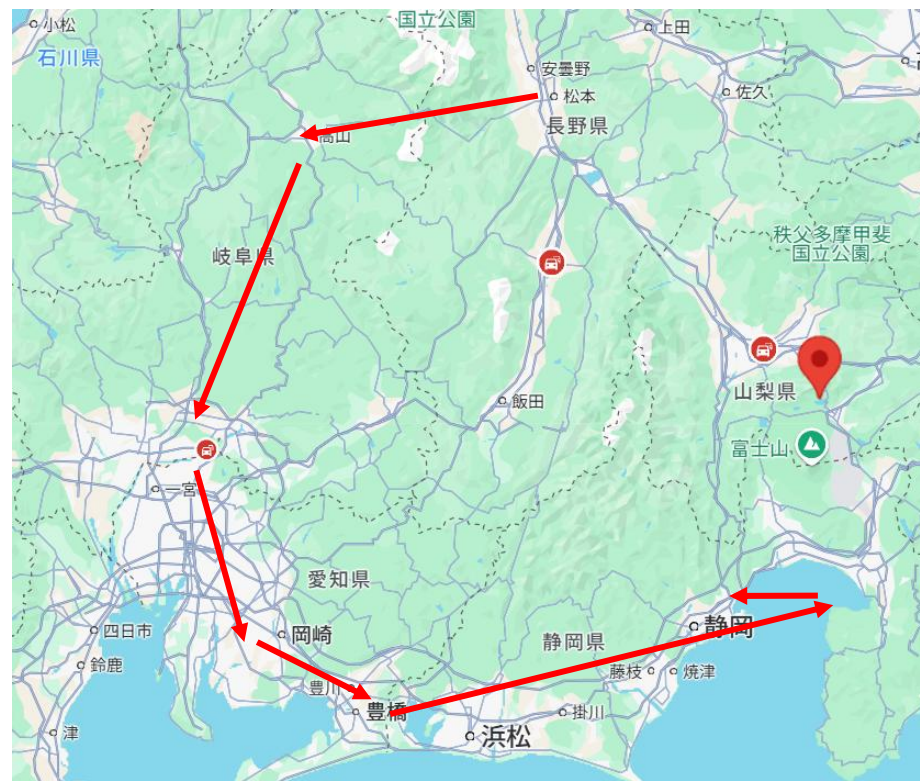 小松
国立公園
上田
石川県
安曇野
松本
佐久
高山
長野県
秩父多摩甲斐
国立公園
岐阜県
山梨県
飯田
富士山
一宮
愛知県
四日市
岡崎
静岡
静岡県
鈴鹿
藤枝
焼津
豊川
豊橋
掛川
津
浜松